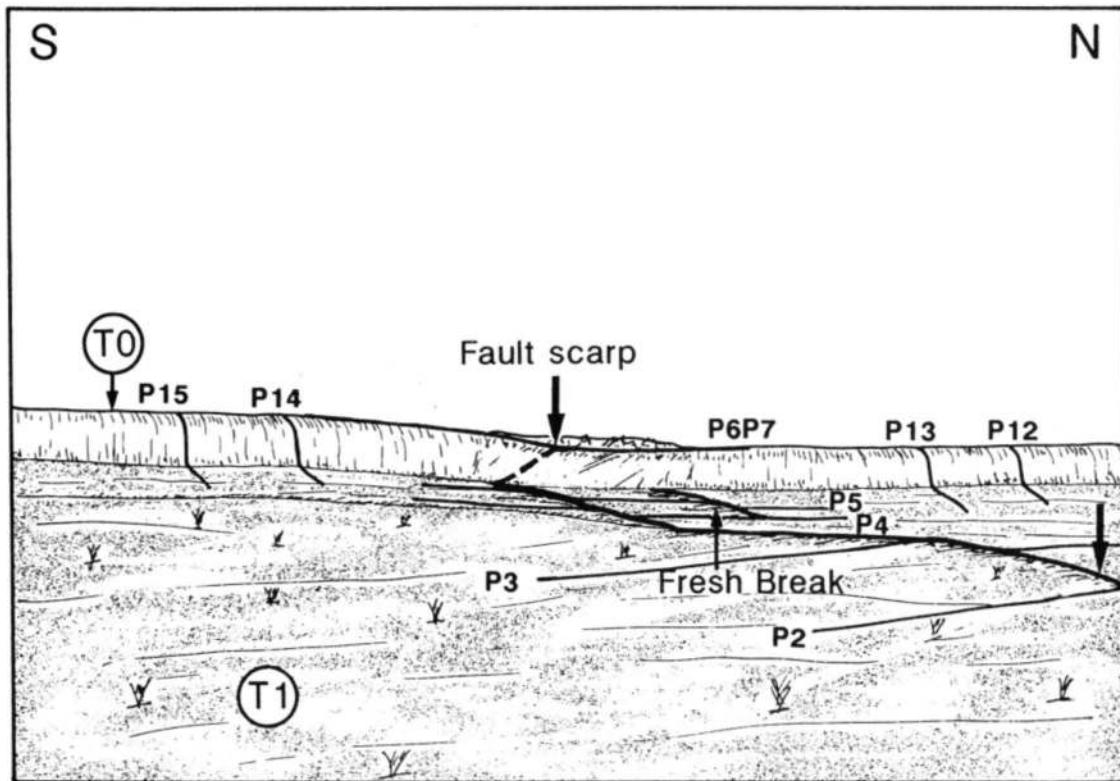 S
N
T0
Fault scarp
P15
P14
P6P7
P13
P12
P5
P4
P3
Fresh Break
P2
T1